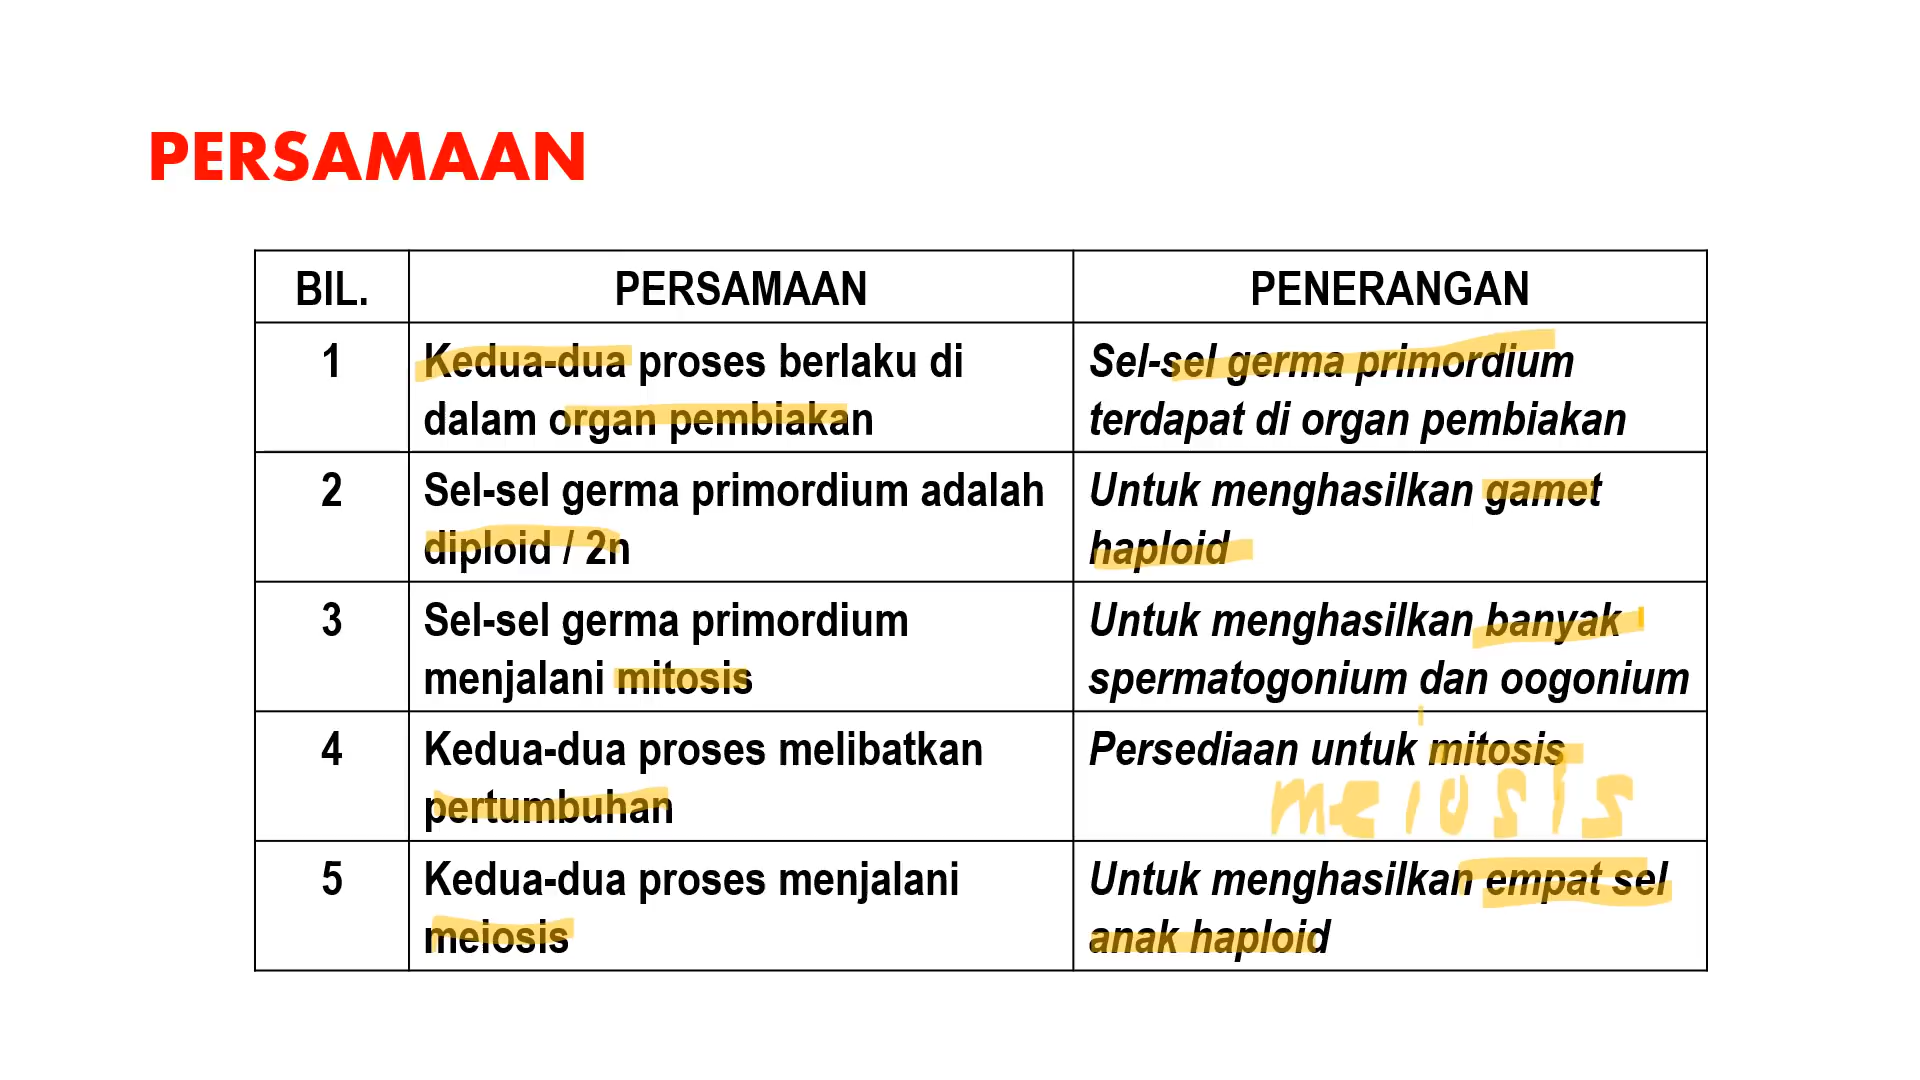 PERSAMAAN
BIL. PERSAMAAN PENERANGAN
1 Kedua-dua proses berlaku di dalam organ pembiakan Sel-sel germa primordium terdapat di organ pembiakan
2 Sel-sel germa primordium adalah diploid / 2n Untuk menghasilkan gamet haploid
3 Sel-sel germa primordium menjalani mitosis Untuk menghasilkan banyak spermatogonium dan oogonium
4 Kedua-dua proses melibatkan pertumbuhan Persediaan untuk mitosis
meiosis
5 Kedua-dua proses menjalani meiosis Untuk menghasilkan empat sel anak haploid